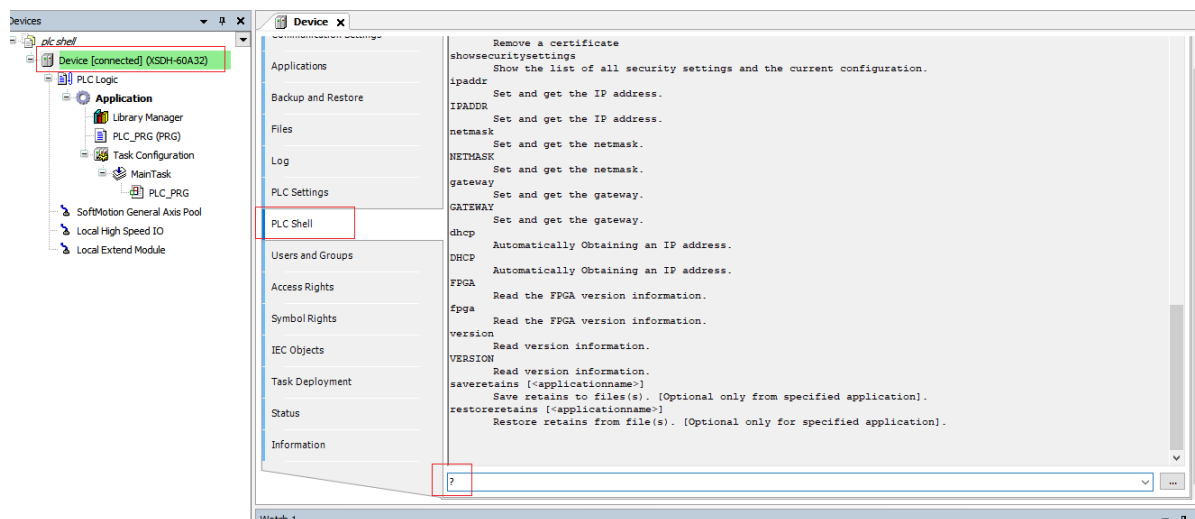 Devices
plc shell
Device [connected] (XSDH-60A32)
PLC Logic
Application
Library Manager
PLC_PRG (PRG)
Task Configuration
MainTask
PLC_PRG
SoftMotion General Axis Pool
Local High Speed IO
Local Extend Module
Device
Communication Settings
Applications
Backup and Restore
Files
Log
PLC Settings
PLC Shell
Users and Groups
Access Rights
Symbol Rights
IEC Objects
Task Deployment
Status
Information
Remove a certificate
showsecuritysettings
Show the list of all security settings and the current configuration.
ipaddr
Set and get the IP address.
IPADDR
Set and get the IP address.
netmask
Set and get the netmask.
NETMASK
Set and get the netmask.
gateway
Set and get the gateway.
GATEWAY
Set and get the gateway.
dhcp
Automatically Obtaining an IP address.
DHCP
Automatically Obtaining an IP address.
FPGA
Read the FPGA version information.
fpga
Read the FPGA version information.
version
Read version information.
VERSION
Read version information.
saveretains [<applicationname>]
Save retains to files(s). [Optional only from specified application].
restoreretains [<applicationname>]
Restore retains from file(s). [Optional only for specified application].
?
...
Watch 1